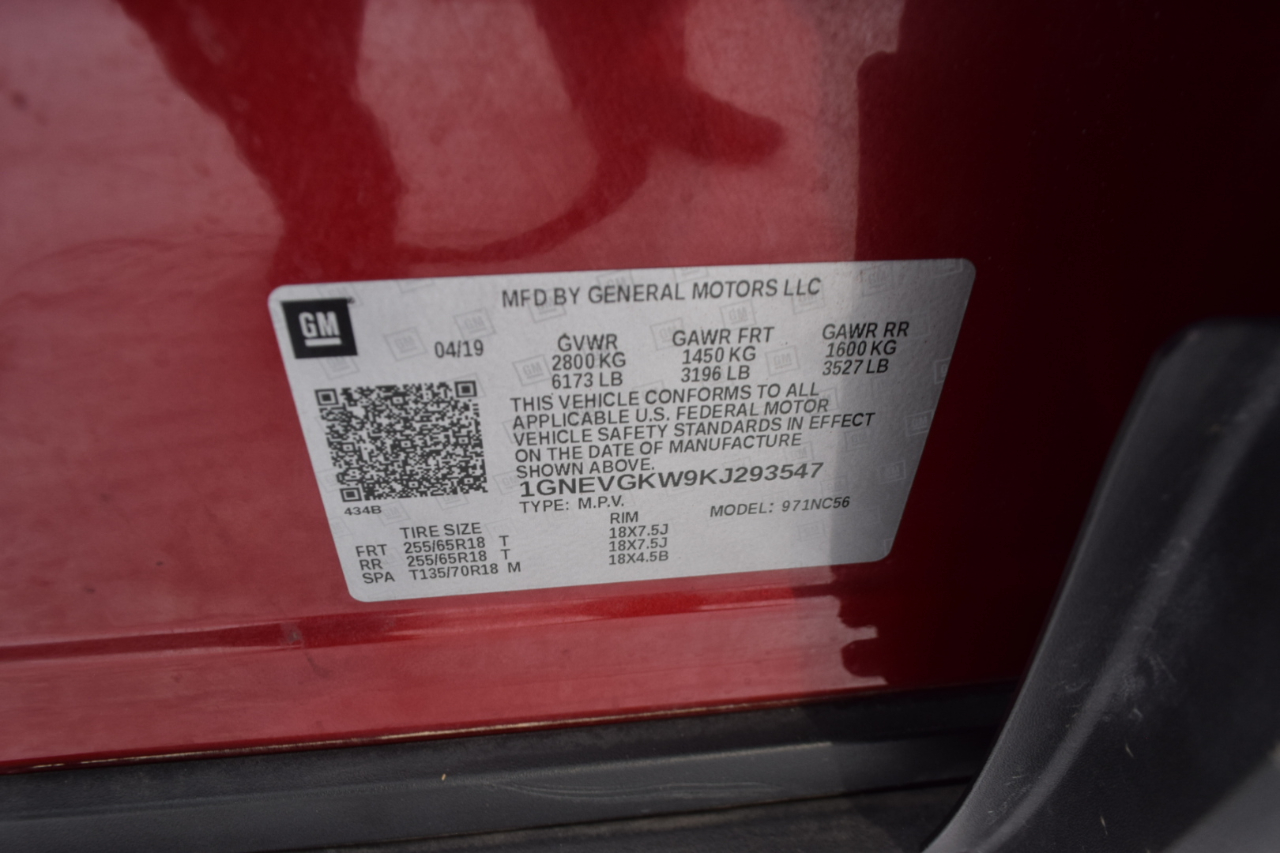 GM
MFD BY GENERAL MOTORS LLC
04/19
GVWR GAWR FRT GAWR RR
2800 KG 1450 KG 1600 KG
6173 LB 3196 LB 3527 LB
THIS VEHICLE CONFORMS TO ALL
APPLICABLE U.S. FEDERAL MOTOR
VEHICLE SAFETY STANDARDS IN EFFECT
ON THE DATE OF MANUFACTURE
SHOWN ABOVE.
1GNEVGKW9KJ293547
TYPE: M.P.V. MODEL: 971NC56
434B
TIRE SIZE RIM
FRT 255/65R18 T 18X7.5J
RR 255/65R18 T 18X7.5J
SPA T135/70R18 M 18X4.5B